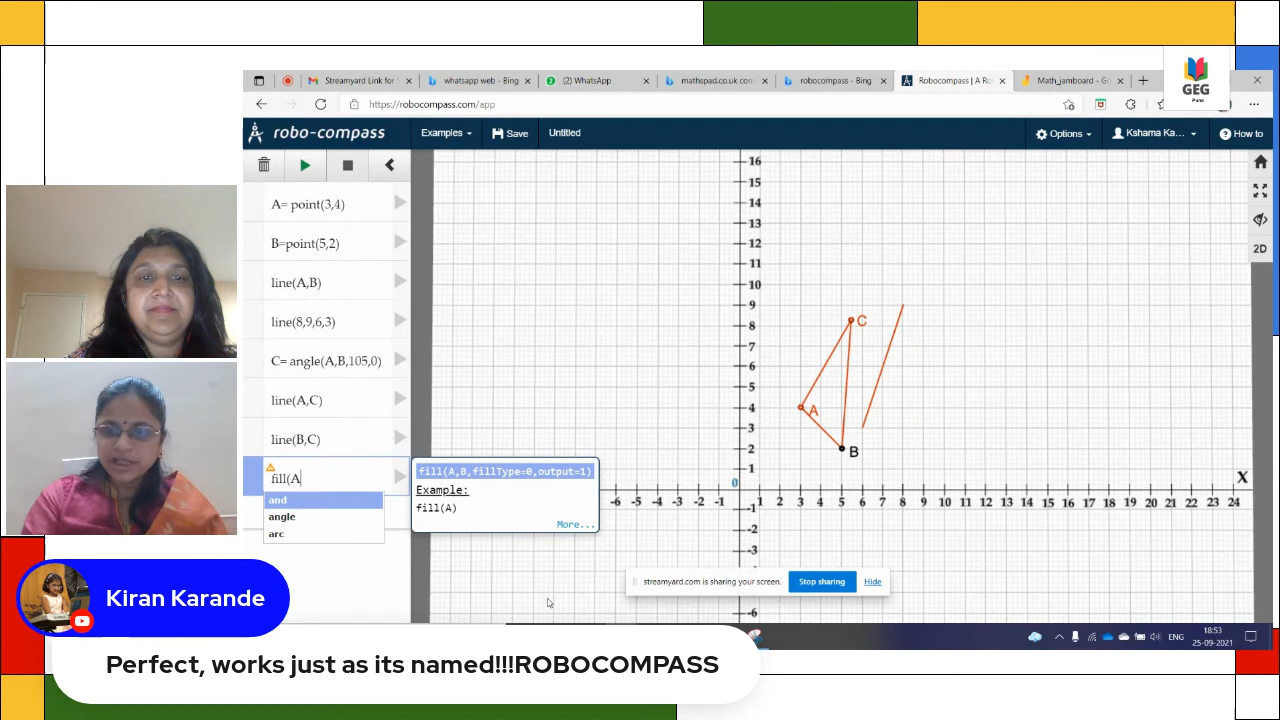 Streamyard Link for
whatsapp web - Bing
(2) WhatsApp
mathspad.co.uk con
robocompass - Bing
Robocompass | A Ro
Math_jamboard - Go
GEG
Pune
https://robocompass.com/app
robo-compass
Examples
Save
Untitled
Options
Kshama Ka...
How to
A= point(3,4)
B=point(5,2)
line(A,B)
line(8,9,6,3)
C= angle(A,B,105,0)
line(A,C)
line(B,C)
fill(A
and
angle
arc
fill(A,B,fillType=0,output=1)
Example:
fill(A)
More...
2D
16
15
14
13
12
11
10
9
8
7
6
5
4
3
2
1
0
-1
-2
-3
-6
C
A
B
X
-6 -5 -4 -3 -2 -1 1 2 3 4 5 6 7 8 9 10 11 12 13 14 15 16 17 18 19 20 21 22 23 24
streamyard.com is sharing your screen.
Stop sharing
Hide
ENG
18:53
25-09-2021
Kiran Karande
Perfect, works just as its named!!!ROBOCOMPASS